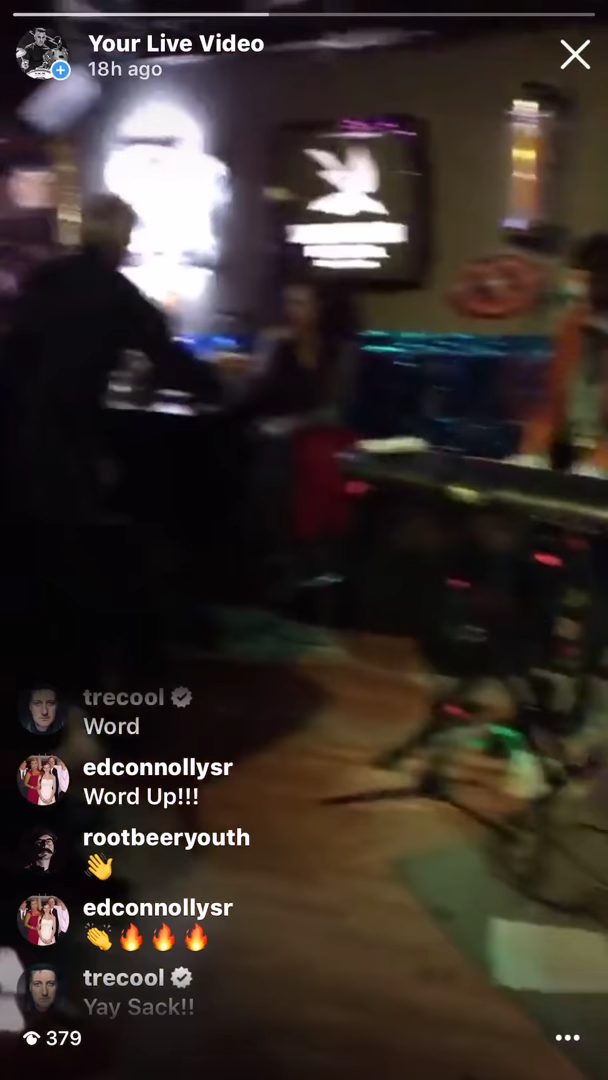 Your Live Video
18h ago
trecool
Word
edconnollysr
Word Up!!!
rootbeeryouth
👋
edconnollysr
👏🔥🔥🔥
trecool
Yay Sack!!
379